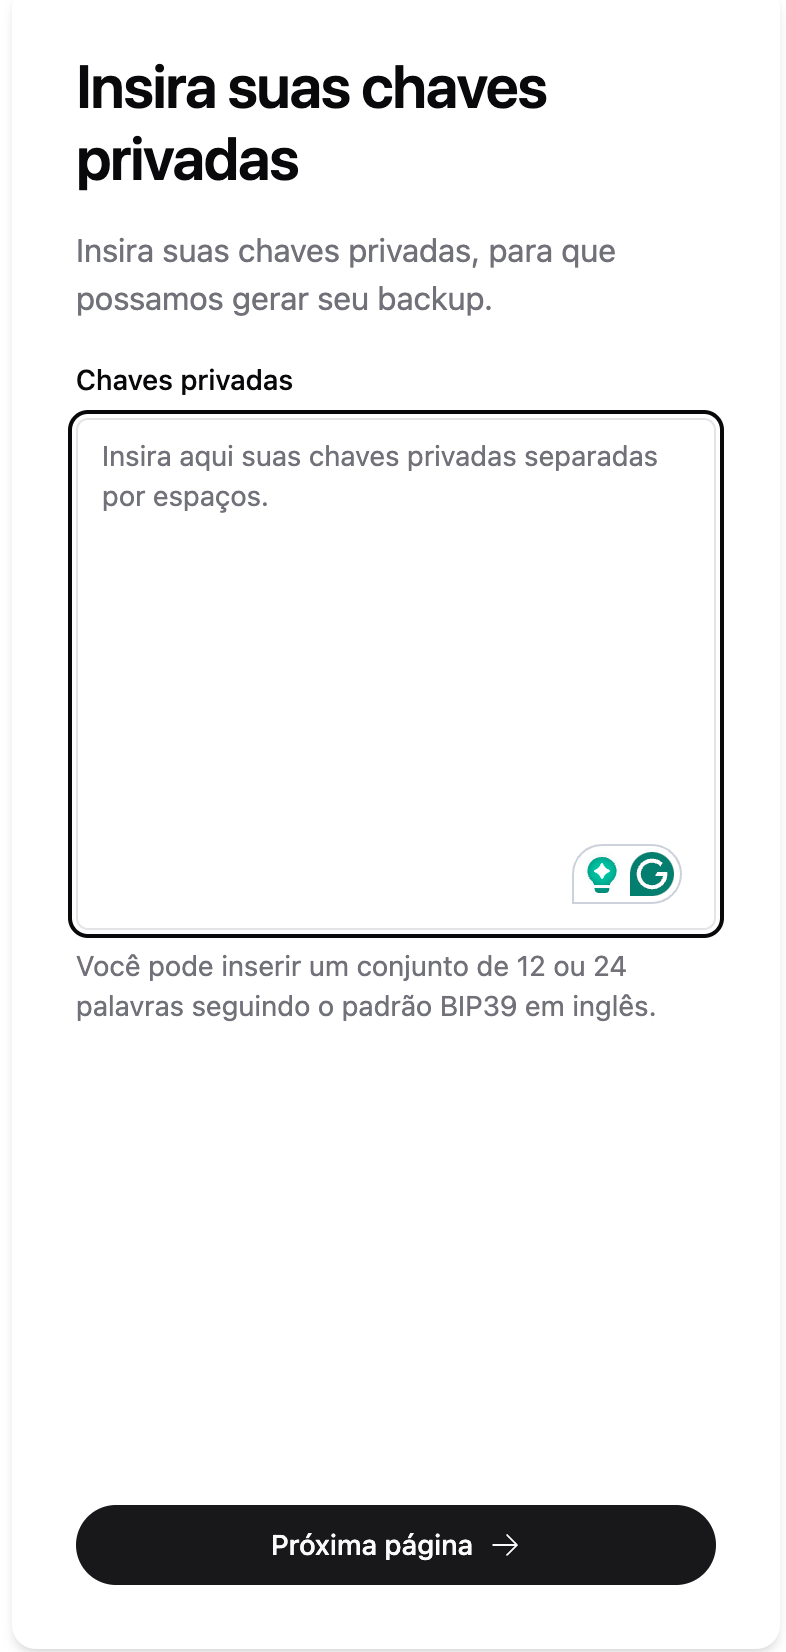 Insira suas chaves
privadas
Insira suas chaves privadas, para que
possamos gerar seu backup.
Chaves privadas
Insira aqui suas chaves privadas separadas
por espaços.
Você pode inserir um conjunto de 12 ou 24
palavras seguindo o padrão BIP39 em inglês.
Próxima página →